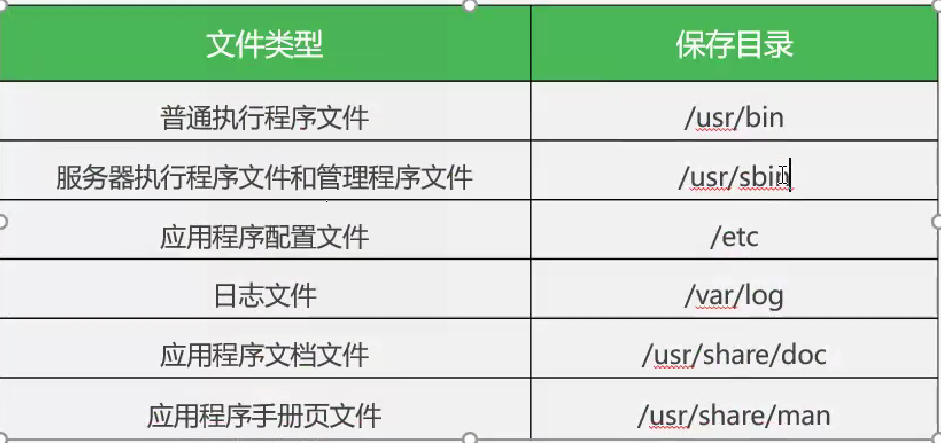 文件类型 保存目录
普通执行程序文件 /usr/bin
服务器执行程序文件和管理程序文件 /usr/sbin
应用程序配置文件 /etc
日志文件 /var/log
应用程序文档文件 /usr/share/doc
应用程序手册页文件 /usr/share/man